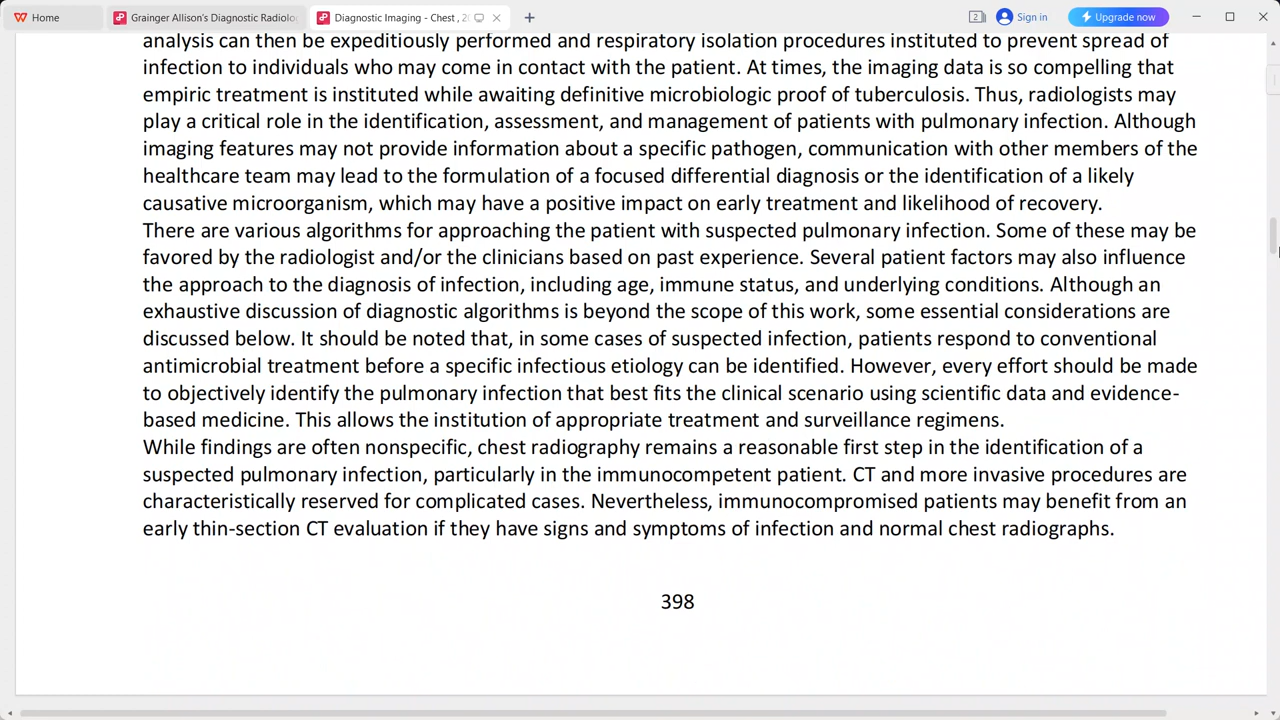 Home
Grainger Allison's Diagnostic Radiolo
Diagnostic Imaging - Chest , 2
2
Sign in
Upgrade now
analysis can then be expeditiously performed and respiratory isolation procedures instituted to prevent spread of
infection to individuals who may come in contact with the patient. At times, the imaging data is so compelling that
empiric treatment is instituted while awaiting definitive microbiologic proof of tuberculosis. Thus, radiologists may
play a critical role in the identification, assessment, and management of patients with pulmonary infection. Although
imaging features may not provide information about a specific pathogen, communication with other members of the
healthcare team may lead to the formulation of a focused differential diagnosis or the identification of a likely
causative microorganism, which may have a positive impact on early treatment and likelihood of recovery.
There are various algorithms for approaching the patient with suspected pulmonary infection. Some of these may be
favored by the radiologist and/or the clinicians based on past experience. Several patient factors may also influence
the approach to the diagnosis of infection, including age, immune status, and underlying conditions. Although an
exhaustive discussion of diagnostic algorithms is beyond the scope of this work, some essential considerations are
discussed below. It should be noted that, in some cases of suspected infection, patients respond to conventional
antimicrobial treatment before a specific infectious etiology can be identified. However, every effort should be made
to objectively identify the pulmonary infection that best fits the clinical scenario using scientific data and evidence-
based medicine. This allows the institution of appropriate treatment and surveillance regimens.
While findings are often nonspecific, chest radiography remains a reasonable first step in the identification of a
suspected pulmonary infection, particularly in the immunocompetent patient. CT and more invasive procedures are
characteristically reserved for complicated cases. Nevertheless, immunocompromised patients may benefit from an
early thin-section CT evaluation if they have signs and symptoms of infection and normal chest radiographs.
398